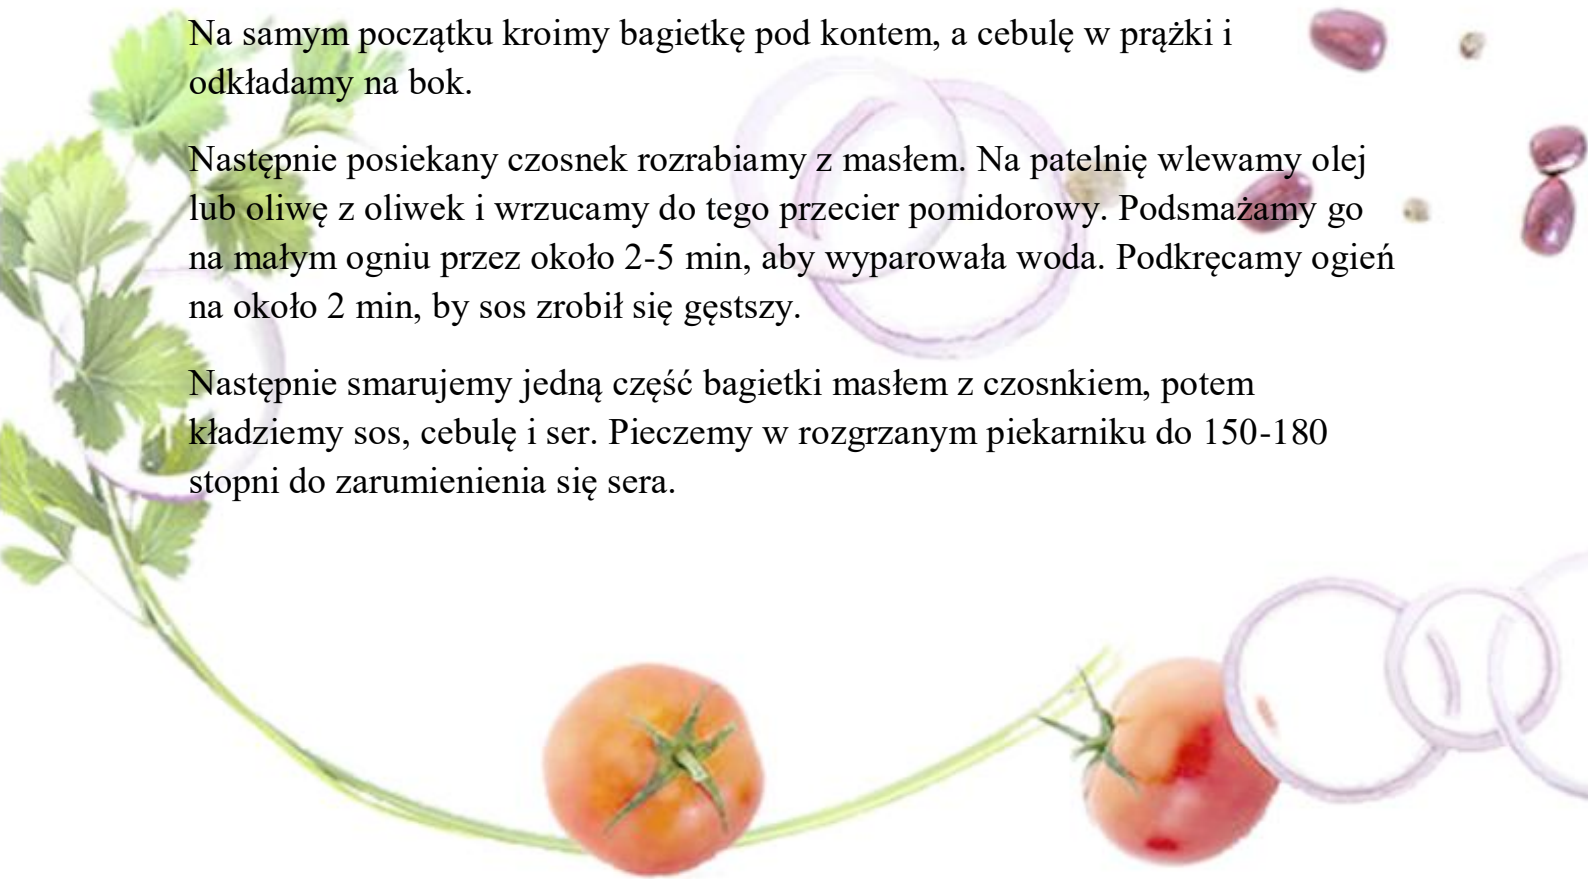 Na samym początku kroimy bagietkę pod kontem, a cebulę w prążki i
odkładamy na bok.
Następnie posiekany czosnek rozrabiamy z masłem. Na patelnię wlewamy olej
lub oliwę z oliwek i wrzucamy do tego przecier pomidorowy. Podsmażamy go
na małym ogniu przez około 2-5 min, aby wyparowała woda. Podkręcamy ogień
na około 2 min, by sos zrobił się gęstszy.
Następnie smarujemy jedną część bagietki masłem z czosnkiem, potem
kładziemy sos, cebulę i ser. Pieczemy w rozgrzanym piekarniku do 150-180
stopni do zarumienienia się sera.